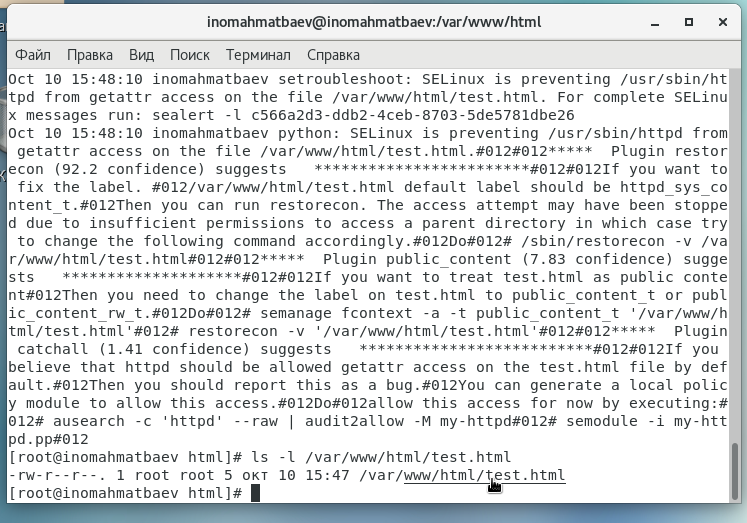 inomahmatbaev@inomahmatbaev:/var/www/html
Файл Правка Вид Поиск Терминал Справка
Oct 10 15:48:10 inomahmatbaev setroubleshoot: SELinux is preventing /usr/sbin/ht
tpd from getattr access on the file /var/www/html/test.html. For complete SELinu
x messages run: sealert -l c566a2d3-ddb2-4ceb-8703-5de5781dbe26
Oct 10 15:48:10 inomahmatbaev python: SELinux is preventing /usr/sbin/httpd from
 getattr access on the file /var/www/html/test.html.#012#012*****  Plugin restor
econ (92.2 confidence) suggests   ************************#012#012If you want to
 fix the label. #012/var/www/html/test.html default label should be httpd_sys_co
ntent_t.#012Then you can run restorecon. The access attempt may have been stoppe
d due to insufficient permissions to access a parent directory in which case try
 to change the following command accordingly.#012Do#012# /sbin/restorecon -v /va
r/www/html/test.html#012#012*****  Plugin public_content (7.83 confidence) sugge
sts   ********************#012#012If you want to treat test.html as public conte
nt#012Then you need to change the label on test.html to public_content_t or publ
ic_content_rw_t.#012Do#012# semanage fcontext -a -t public_content_t '/var/www/h
tml/test.html'#012# restorecon -v '/var/www/html/test.html'#012#012*****  Plugin
 catchall (1.41 confidence) suggests   **************************#012#012If you
believe that httpd should be allowed getattr access on the test.html file by def
ault.#012Then you should report this as a bug.#012You can generate a local polic
y module to allow this access.#012Do#012allow this access for now by executing:#
012# ausearch -c 'httpd' --raw | audit2allow -M my-httpd#012# semodule -i my-htt
pd.pp#012
[root@inomahmatbaev html]# ls -l /var/www/html/test.html
-rw-r--r--. 1 root root 5 окт 10 15:47 /var/www/html/test.html
[root@inomahmatbaev html]#